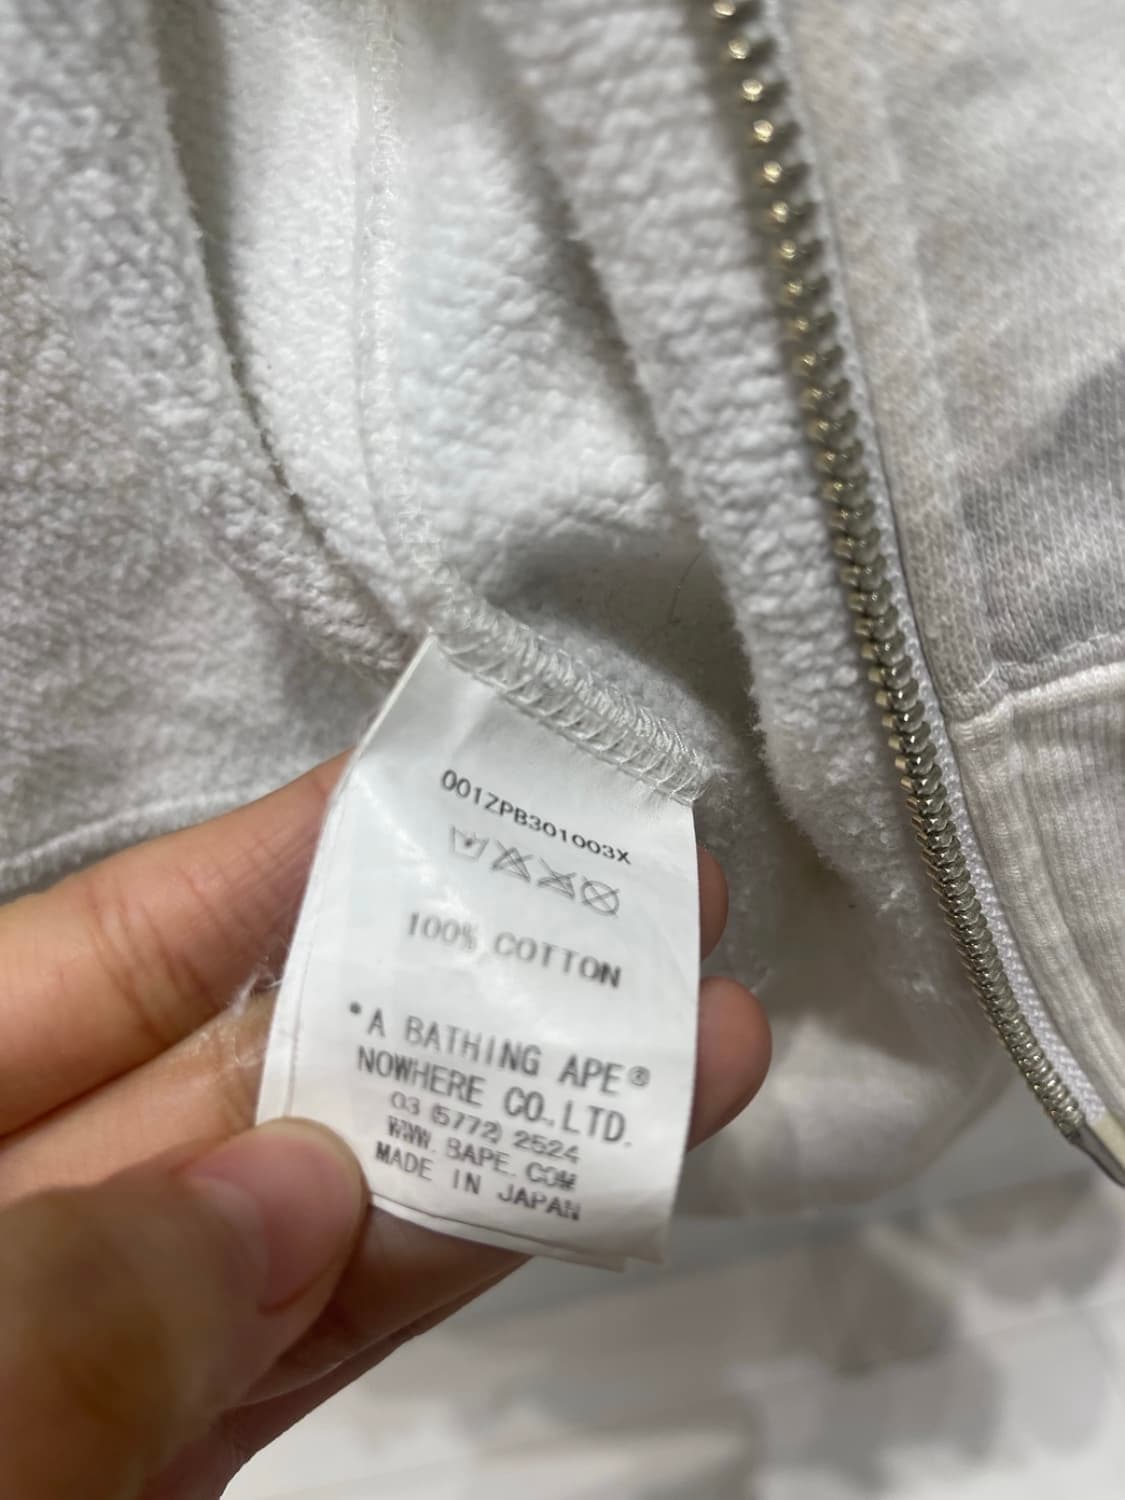 001ZPB301003X
100% COTTON
*A BATHING APE®
NOWHERE CO.,LTD.
03 (5772) 2524
WWW. BAPE. COM
MADE IN JAPAN